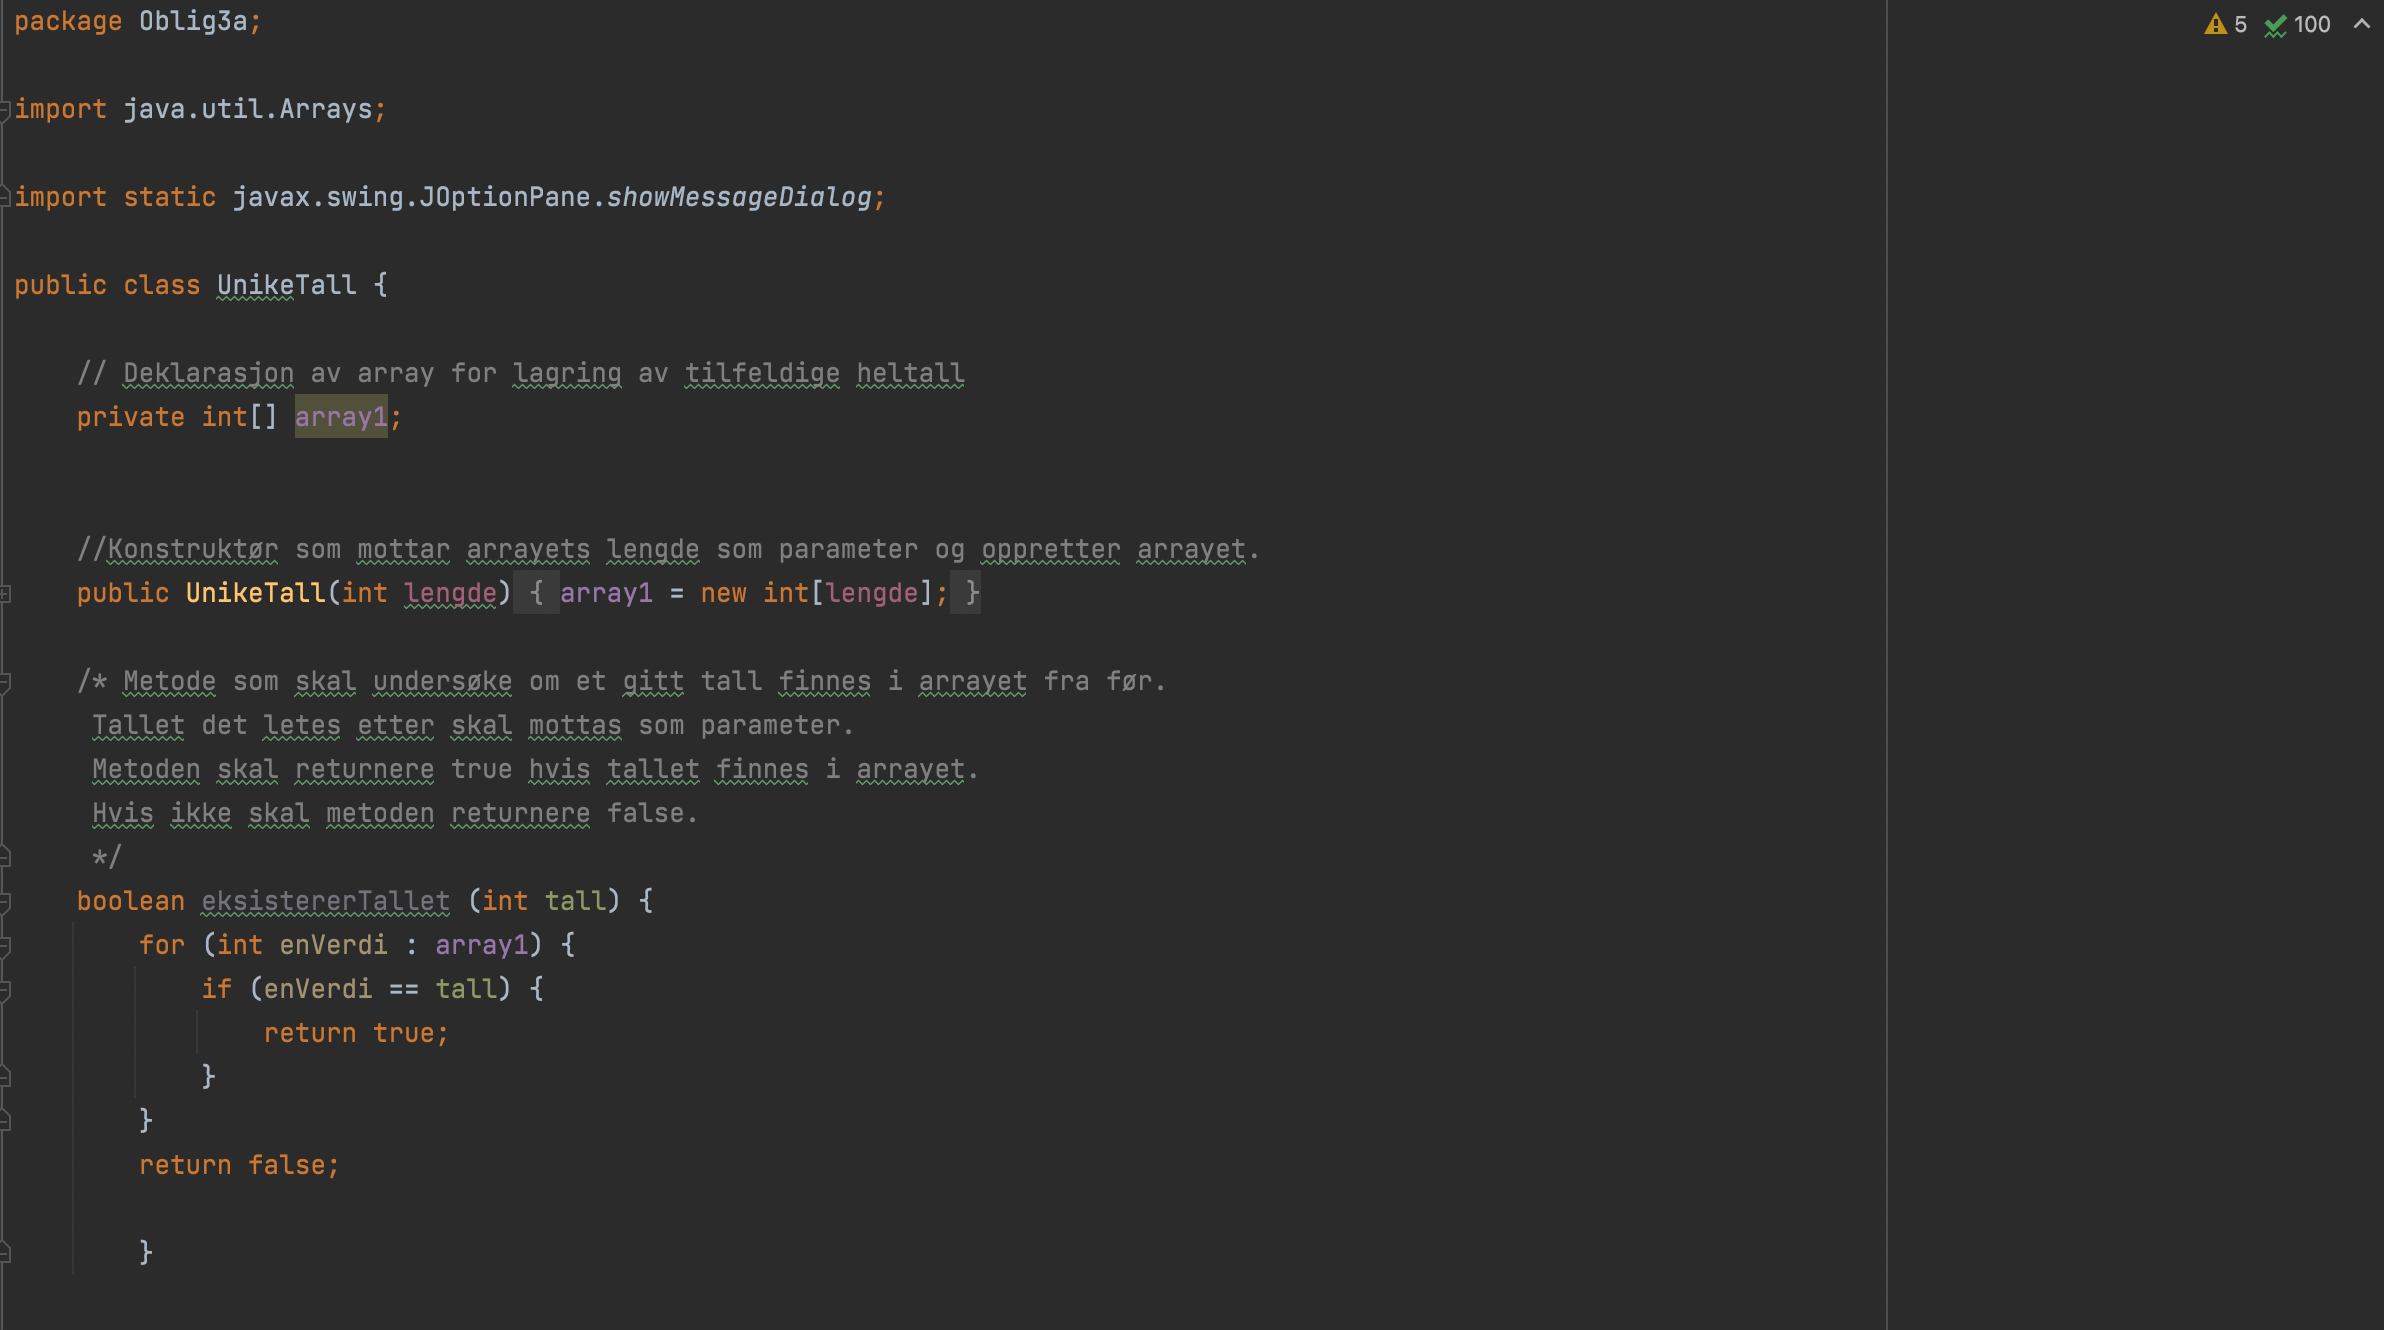 package Oblig3a;
5 100
import java.util.Arrays;
import static javax.swing.JOptionPane.showMessageDialog;
public class UnikeTall {
// Deklarasjon av array for lagring av tilfeldige heltall
private int[] array1;
//Konstruktør som mottar arrayets lengde som parameter og oppretter arrayet.
public UnikeTall(int lengde) { array1 = new int[lengde]; }
/* Metode som skal undersøke om et gitt tall finnes i arrayet fra før.
Tallet det letes etter skal mottas som parameter.
Metoden skal returnere true hvis tallet finnes i arrayet.
Hvis ikke skal metoden returnere false.
*/
boolean eksistererTallet (int tall) {
for (int enVerdi : array1) {
if (enVerdi == tall) {
return true;
}
}
return false;
}